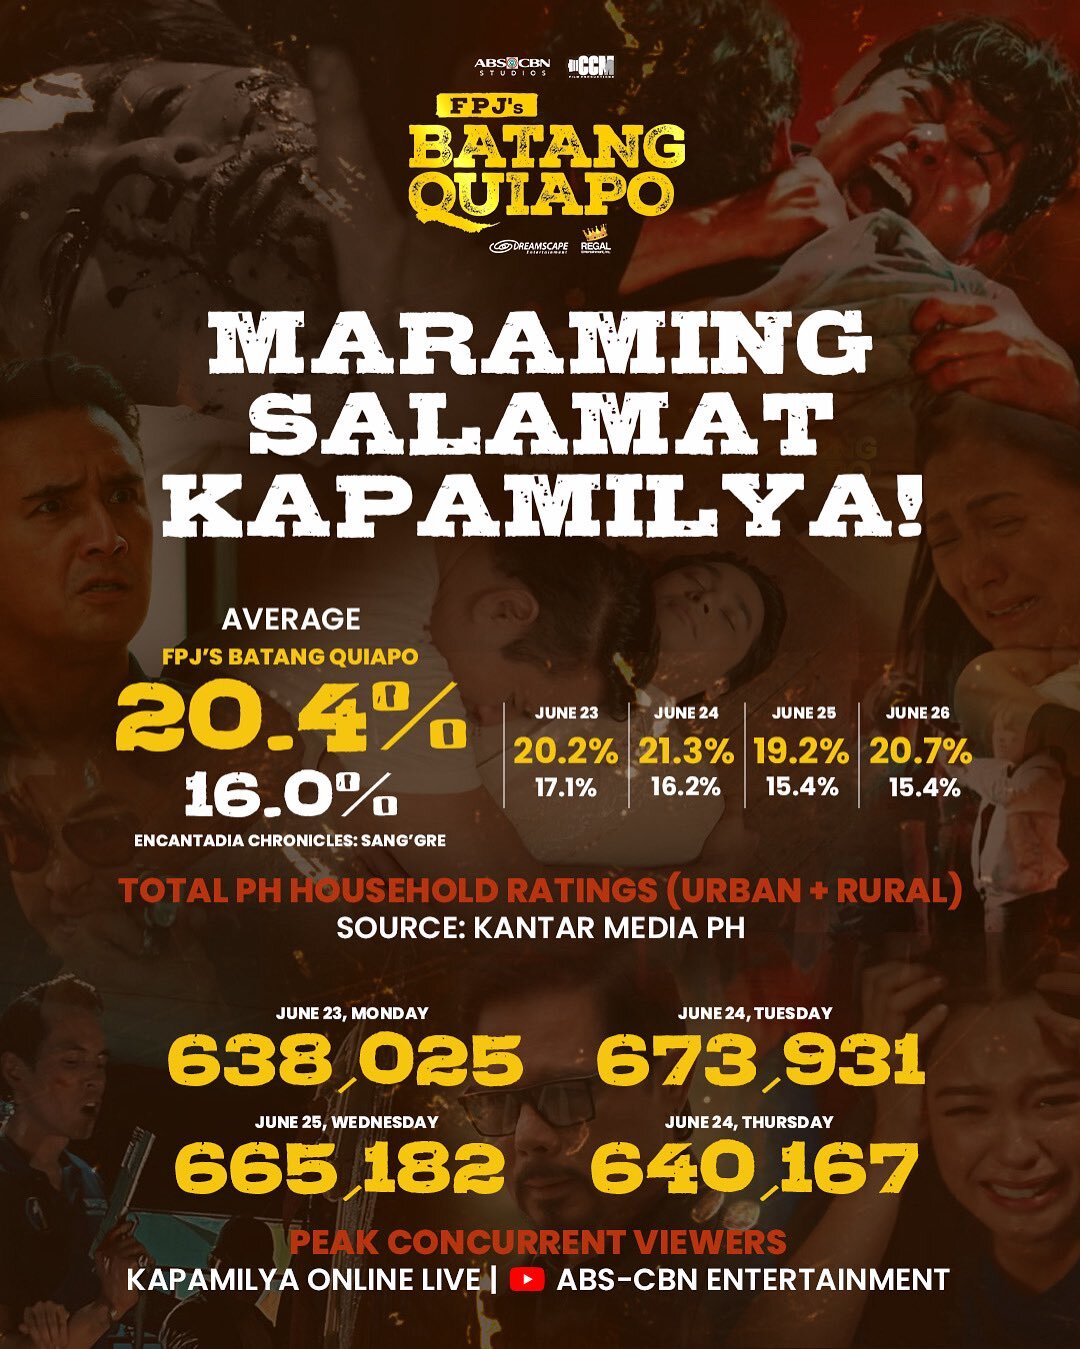 ABS-CBN CCM
STUDIOS FILM PRODUCTIONS
FPJ's
BATANG
QUIAPO
DREAMSCAPE REGAL
Entertainment
MARAMING
SALAMAT
KAPAMILYA!
AVERAGE
FPJ'S BATANG QUIAPO
20.4%
16.0%
ENCANTADIA CHRONICLES: SANG'GRE
JUNE 23 JUNE 24 JUNE 25 JUNE 26
20.2% 21.3% 19.2% 20.7%
17.1% 16.2% 15.4% 15.4%
TOTAL PH HOUSEHOLD RATINGS (URBAN + RURAL)
SOURCE: KANTAR MEDIA PH
JUNE 23, MONDAY JUNE 24, TUESDAY
638,025 673,931
JUNE 25, WEDNESDAY JUNE 24, THURSDAY
665,182 640,167
PEAK CONCURRENT VIEWERS
KAPAMILYA ONLINE LIVE | ABS-CBN ENTERTAINMENT